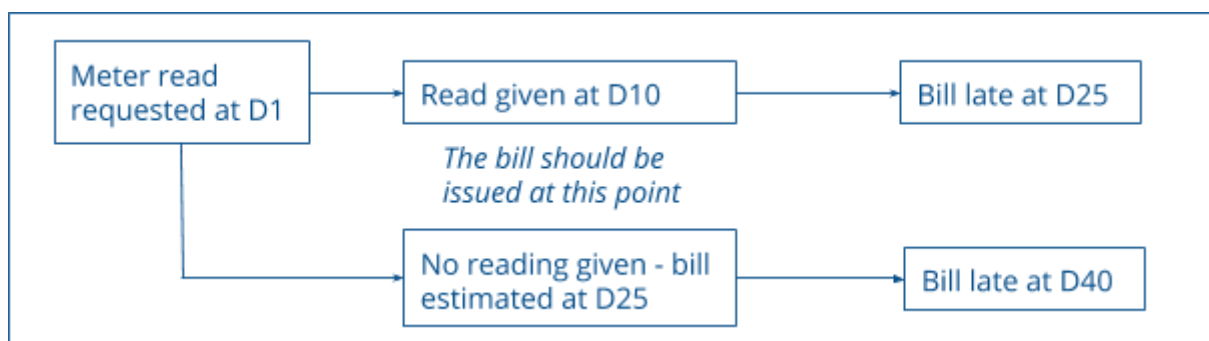 Meter read
requested at D1
Read given at D10
Bill late at D25
The bill should be
issued at this point
No reading given - bill
estimated at D25
Bill late at D40